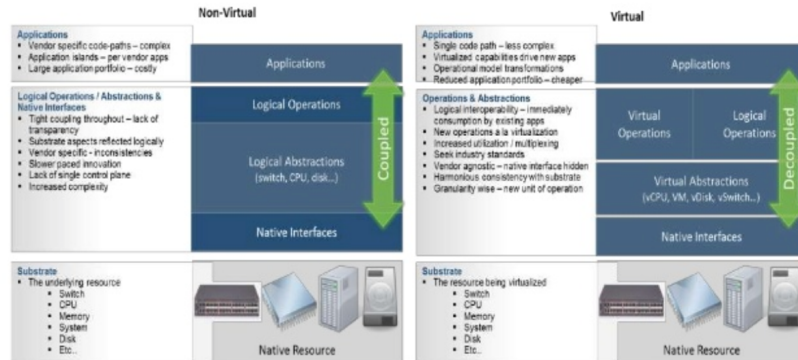 Non-Virtual
Applications
Vendor specific code-paths – complex
Application islands – per vendor apps
Large application portfolio – costly
Applications
Logical Operations / Abstractions &
Native Interfaces
Tight coupling throughout – lack of
transparency
Substrate aspects reflected logically
Vendor specific - inconsistencies
Slower paced innovation
Lack of single control plane
Increased complexity
Logical Operations
Logical Abstractions
(switch, CPU, disk...)
Native Interfaces
Coupled
Substrate
The underlying resource
Switch
CPU
Memory
System
Disk
Etc..
Native Resource
Virtual
Applications
Single code path – less complex
Virtualized capabilities drive new apps
Operational model transformations
Reduced application portfolio – cheaper
Applications
Operations & Abstractions
Logical interoperability – immediately
consumption by existing apps
New operations a la virtualization
Increased utilization / multiplexing
Seek industry standards
Vendor agnostic – native interface hidden
Harmonious consistency with substrate
Granularity wise – new unit of operation
Virtual
Operations
Logical
Operations
Virtual Abstractions
(vCPU, VM, vDisk, vSwitch...)
Native Interfaces
Decoupled
Substrate
The resource being virtualized
Switch
CPU
Memory
System
Disk
Etc..
Native Resource